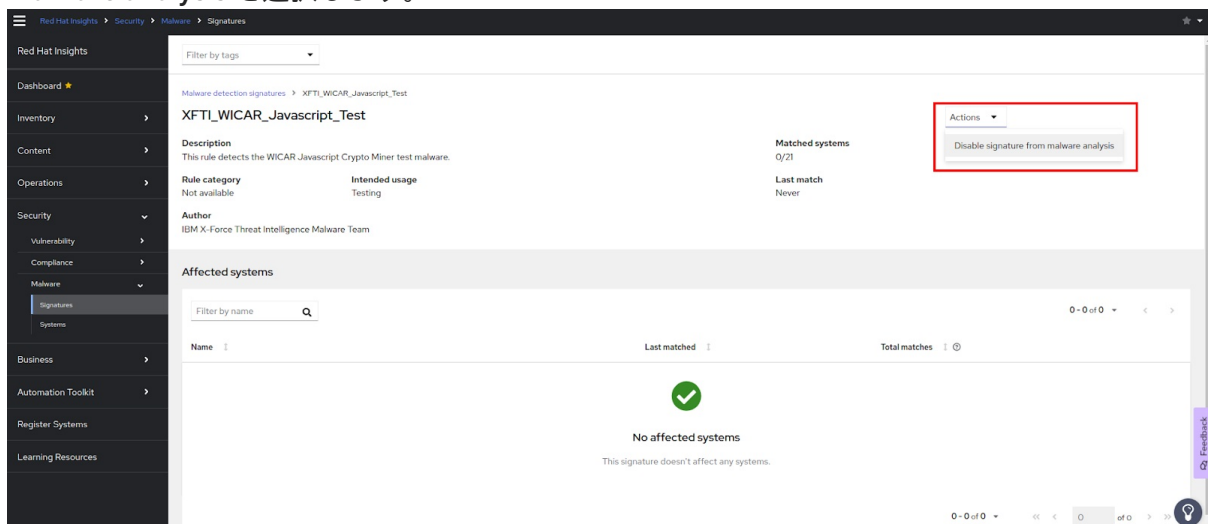 Red Hat Insights > Security > Malware > Signatures
Red Hat Insights
Filter by tags
Dashboard
Malware detection signatures > XFTI_WICAR_Javascript_Test
XFTI_WICAR_Javascript_Test
Actions
Inventory
Disable signature from malware analysis
Description
Matched systems
This rule detects the WICAR Javascript Crypto Miner test malware.
0/21
Content
Operations
Rule category
Intended usage
Last match
Not available
Testing
Never
Security
Author
IBM X-Force Threat Intelligence Malware Team
Vulnerability
Compliance
Malware
Affected systems
Signatures
Filter by name
0 - 0 of 0
Systems
Name
Last matched
Total matches
Business
Automation Toolkit
Register Systems
No affected systems
Learning Resources
This signature doesn't affect any systems.
Feedback
0 - 0 of 0
0 of 0